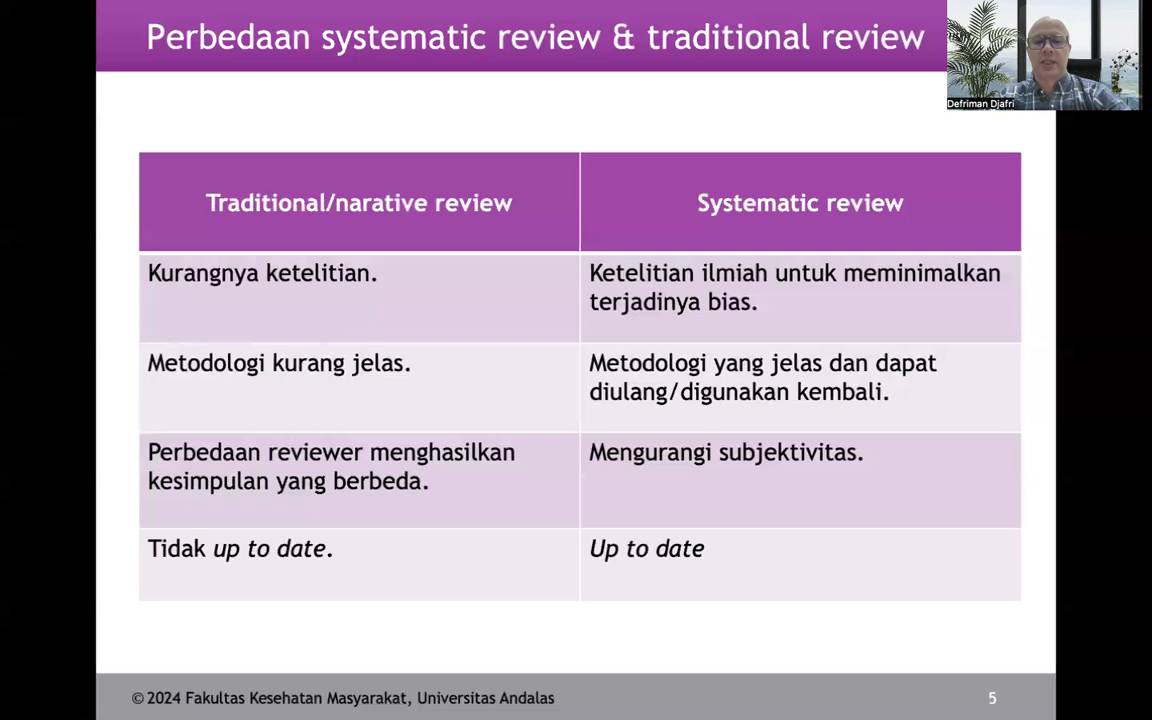 Perbedaan systematic review & traditional review
Defriman Djafri
Traditional/narative review
Systematic review
Kurangnya ketelitian.
Ketelitian ilmiah untuk meminimalkan
terjadinya bias.
Metodologi kurang jelas.
Metodologi yang jelas dan dapat
diulang/digunakan kembali.
Perbedaan reviewer menghasilkan
kesimpulan yang berbeda.
Mengurangi subjektivitas.
Tidak up to date.
Up to date
© 2024 Fakultas Kesehatan Masyarakat, Universitas Andalas
5